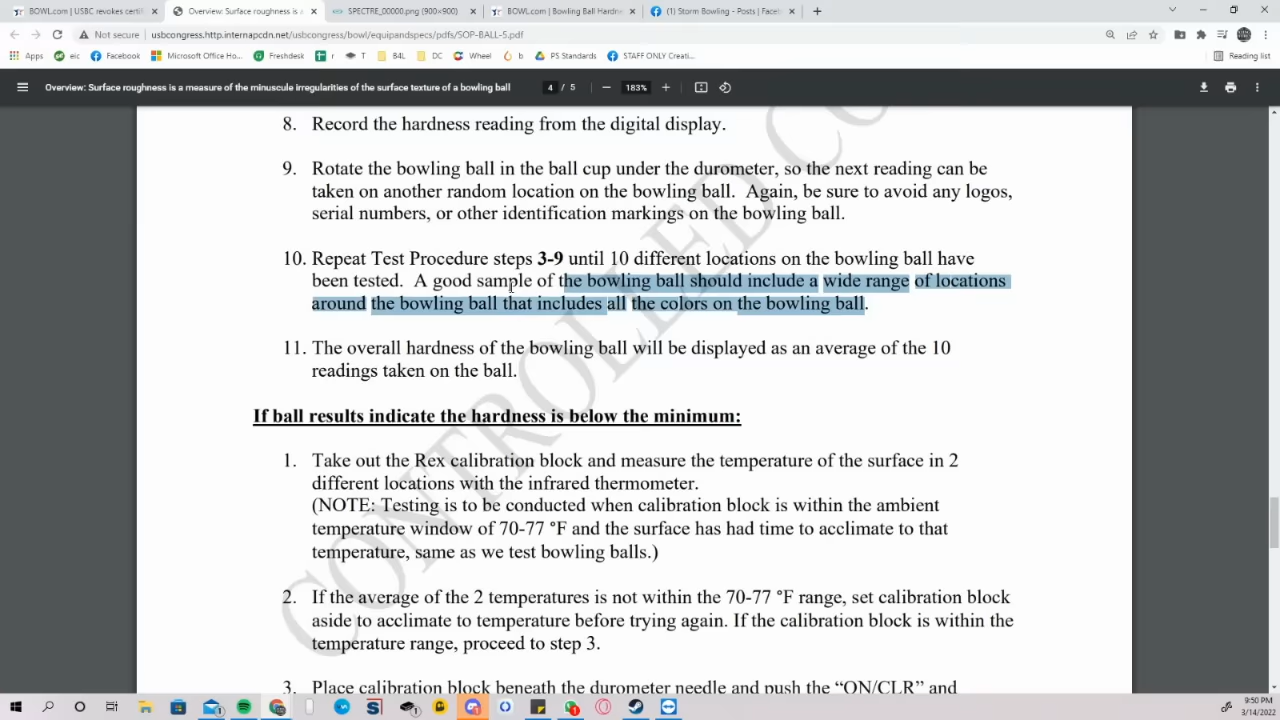 BOWL.com | USBC revokes certifi
Overview: Surface roughness is a
SPECTRE_00000.png (900×900)
BOWL.com | Bowling Ball Hardne
(1) Storm Bowling - Posts | Faceb
Not secure | usbcongress.http.internapcdn.net/usbcongress/bowl/equipandspecs/pdfs/SOP-BALL-5.pdf
Apps eic Facebook Microsoft Office Ho... Freshdesk r T B4L DC Wheel b PS Standards STAFF ONLY Creati... Reading list
Overview: Surface roughness is a measure of the minuscule irregularities of the surface texture of a bowling ball 4 / 5 183%
8. Record the hardness reading from the digital display.
9. Rotate the bowling ball in the ball cup under the durometer, so the next reading can be
taken on another random location on the bowling ball. Again, be sure to avoid any logos,
serial numbers, or other identification markings on the bowling ball.
10. Repeat Test Procedure steps 3-9 until 10 different locations on the bowling ball have
been tested. A good sample of the bowling ball should include a wide range of locations
around the bowling ball that includes all the colors on the bowling ball.
11. The overall hardness of the bowling ball will be displayed as an average of the 10
readings taken on the ball.
If ball results indicate the hardness is below the minimum:
1. Take out the Rex calibration block and measure the temperature of the surface in 2
different locations with the infrared thermometer.
(NOTE: Testing is to be conducted when calibration block is within the ambient
temperature window of 70-77 °F and the surface has had time to acclimate to that
temperature, same as we test bowling balls.)
2. If the average of the 2 temperatures is not within the 70-77 °F range, set calibration block
aside to acclimate to temperature before trying again. If the calibration block is within the
temperature range, proceed to step 3.
3. Place calibration block beneath the durometer needle and push the “ON/CLR” and
CONTROLLED CO
9:50 PM
3/14/2022